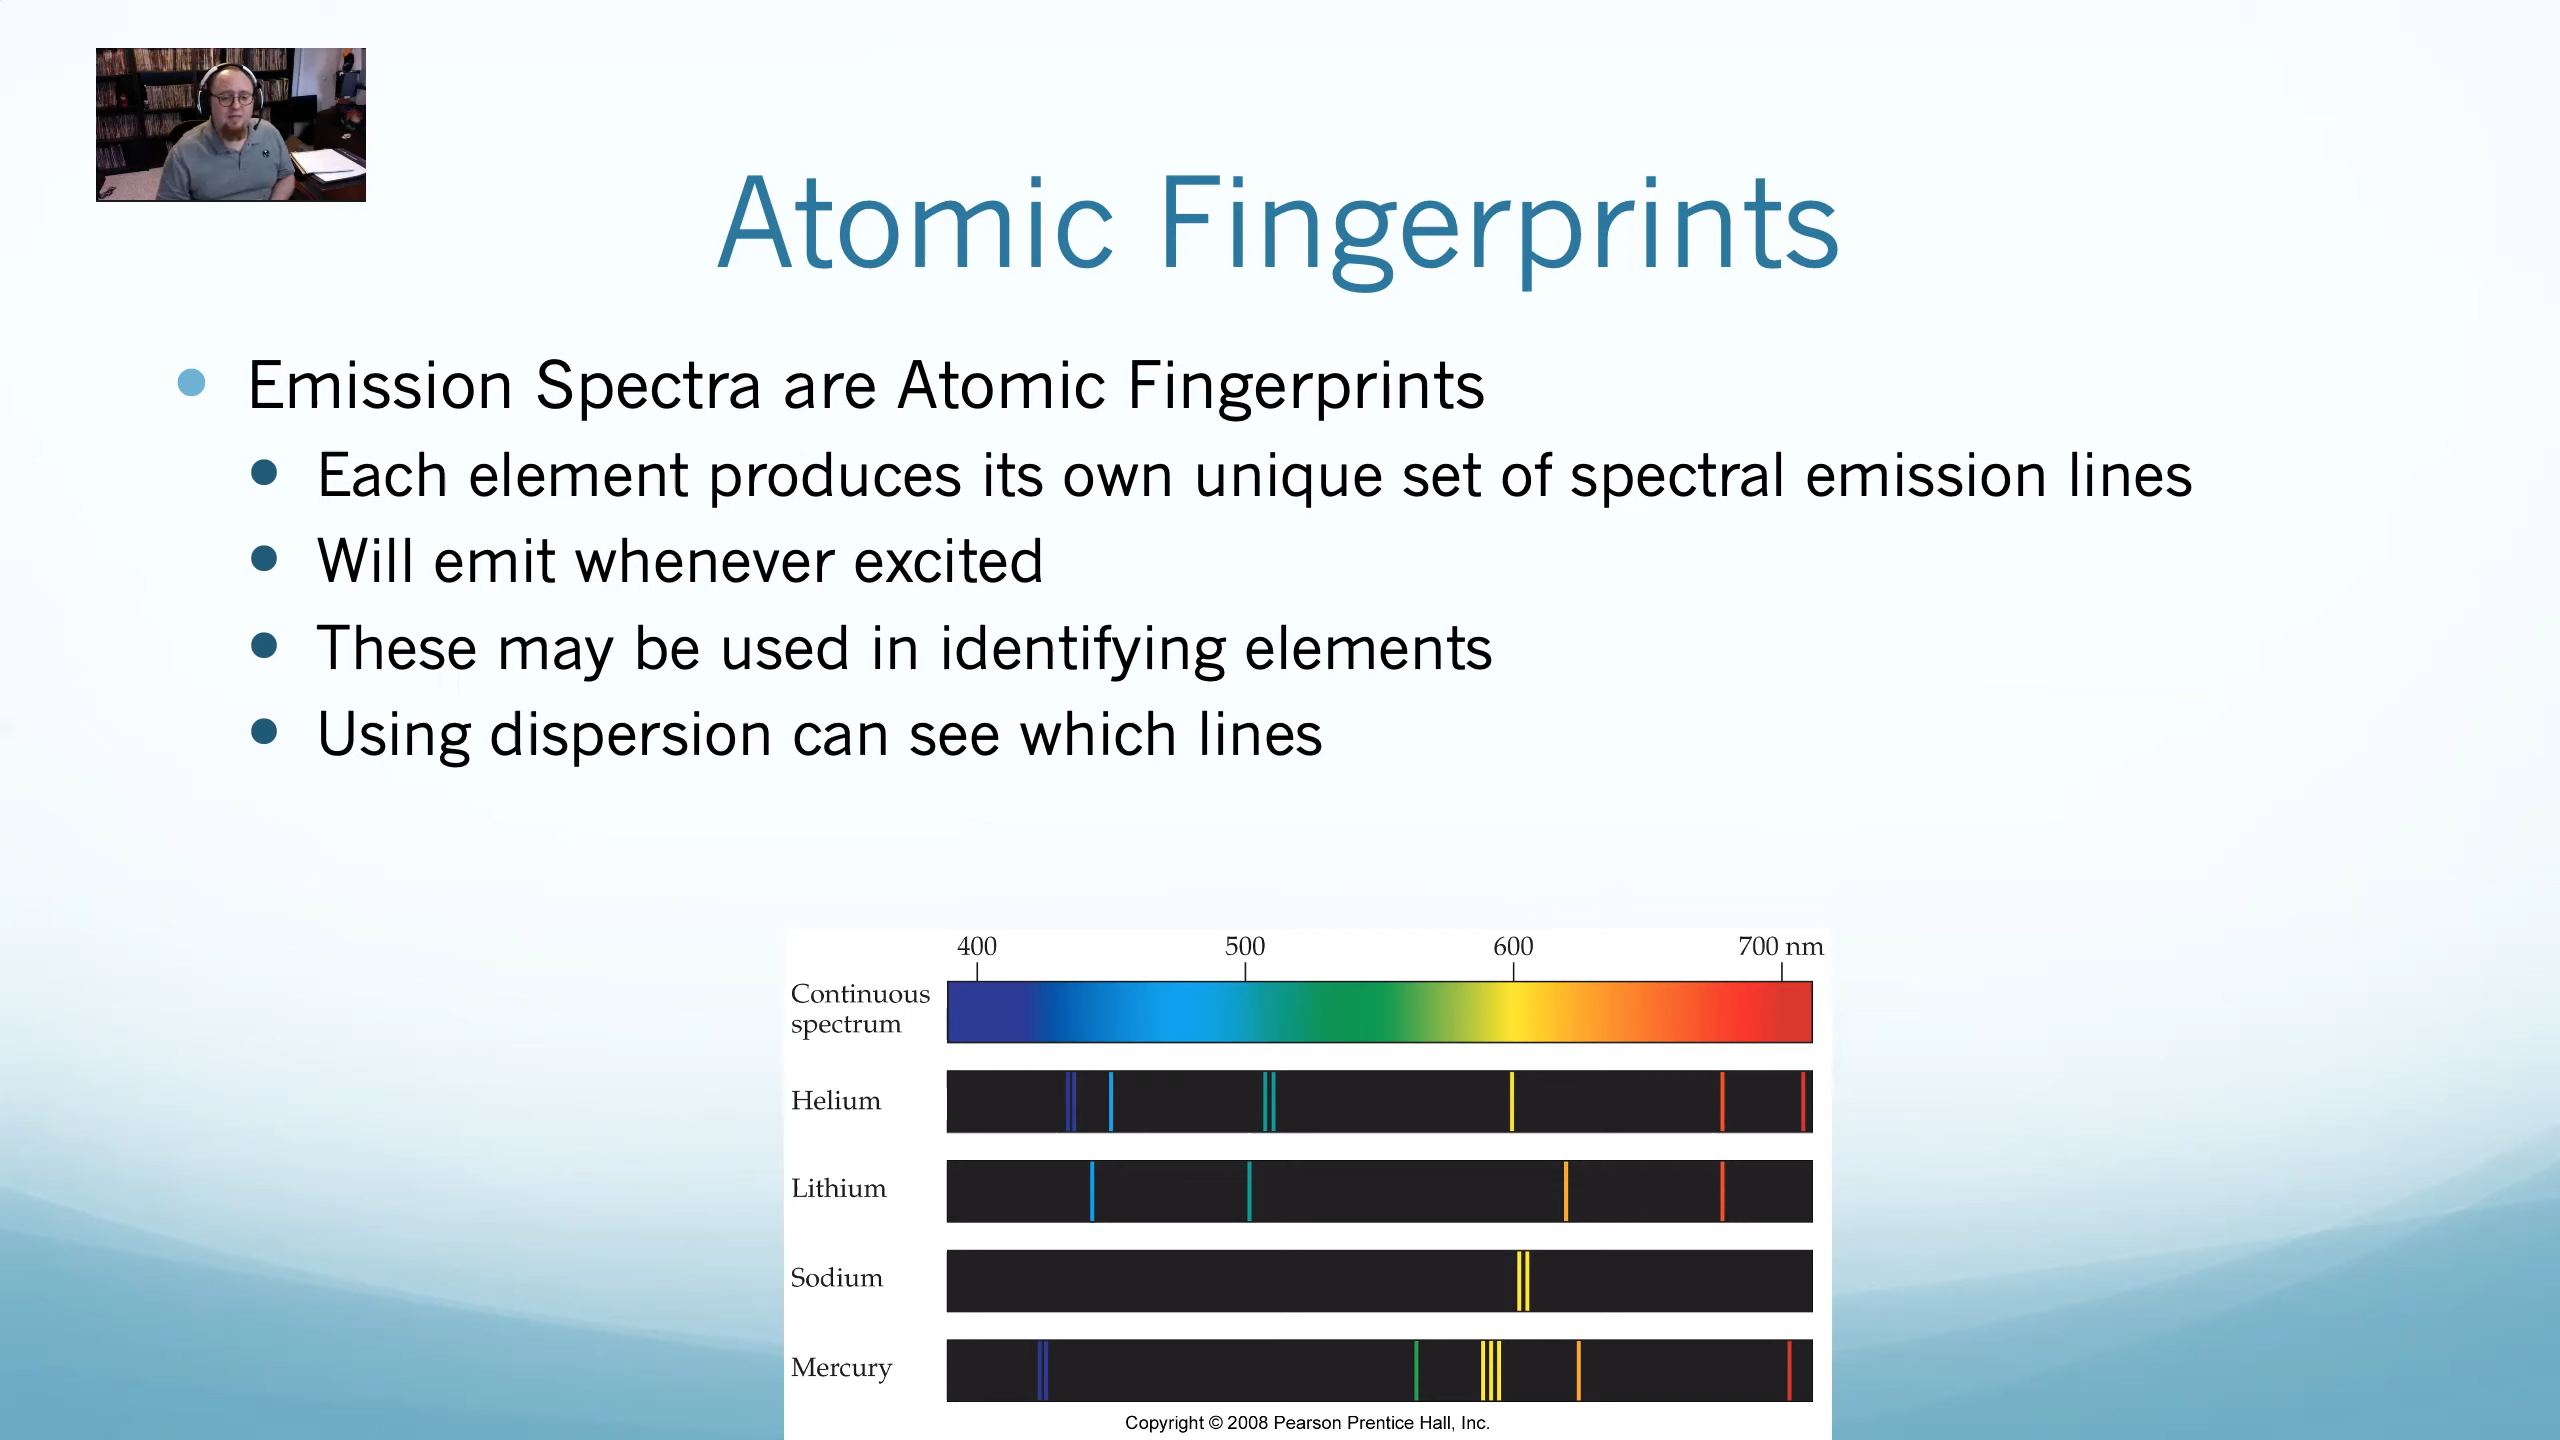 Atomic Fingerprints
Emission Spectra are Atomic Fingerprints
Each element produces its own unique set of spectral emission lines
Will emit whenever excited
These may be used in identifying elements
Using dispersion can see which lines
400 500 600 700 nm
Continuous
spectrum
Helium
Lithium
Sodium
Mercury
Copyright © 2008 Pearson Prentice Hall, Inc.